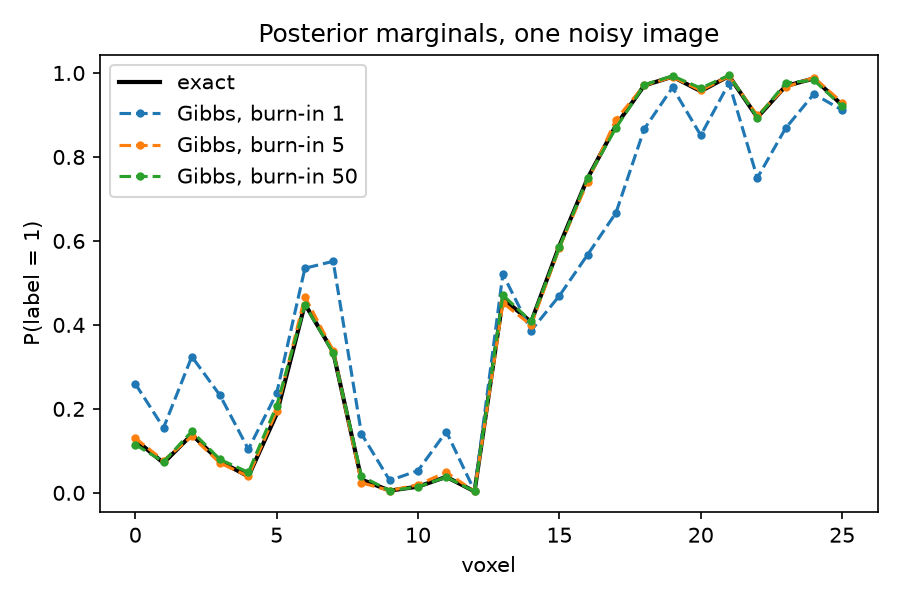 Posterior marginals, one noisy image
exact
Gibbs, burn-in 1
Gibbs, burn-in 5
Gibbs, burn-in 50
P(label = 1)
1.0
0.8
0.6
0.4
0.2
0.0
0 5 10 15 20 25
voxel